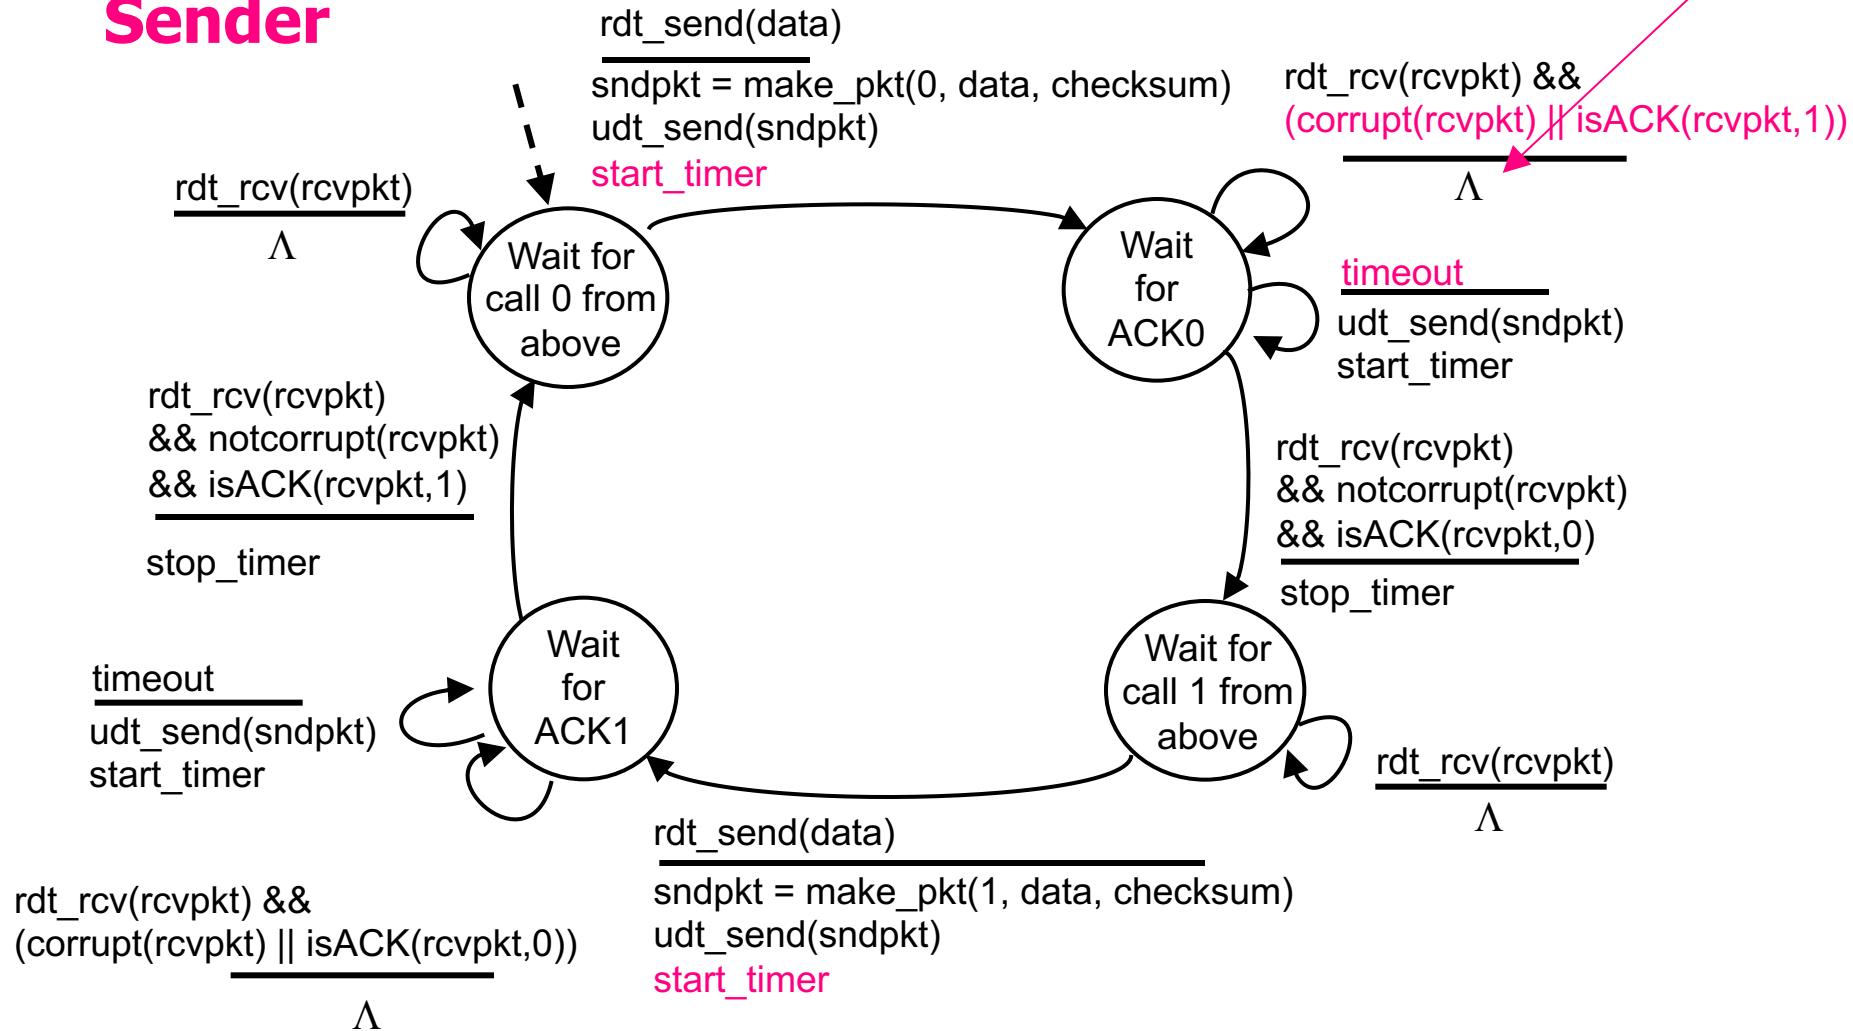 Sender
rdt_send(data)
sndpkt = make_pkt(0, data, checksum)
udt_send(sndpkt)
start_timer
rdt_rcv(rcvpkt) &&
(corrupt(rcvpkt) || isACK(rcvpkt,1))
Λ
rdt_rcv(rcvpkt)
Λ
Wait for
call 0 from
above
Wait
for
ACK0
timeout
udt_send(sndpkt)
start_timer
rdt_rcv(rcvpkt)
&& notcorrupt(rcvpkt)
&& isACK(rcvpkt,1)
stop_timer
rdt_rcv(rcvpkt)
&& notcorrupt(rcvpkt)
&& isACK(rcvpkt,0)
stop_timer
Wait
for
ACK1
Wait for
call 1 from
above
timeout
udt_send(sndpkt)
start_timer
rdt_rcv(rcvpkt)
Λ
rdt_send(data)
sndpkt = make_pkt(1, data, checksum)
udt_send(sndpkt)
start_timer
rdt_rcv(rcvpkt) &&
(corrupt(rcvpkt) || isACK(rcvpkt,0))
Λ